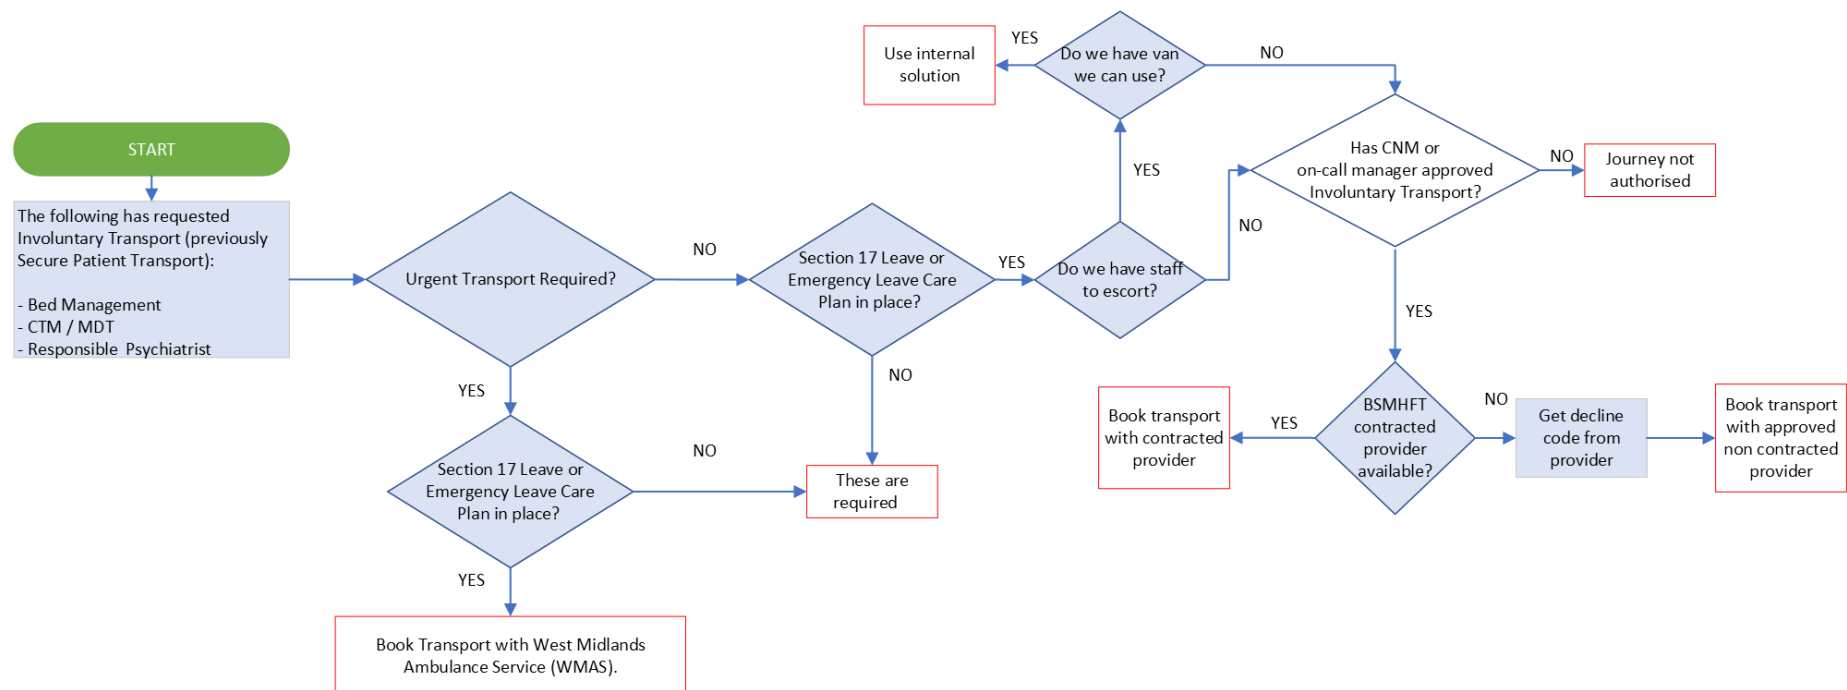 START
The following has requested
Involuntary Transport (previously
Secure Patient Transport):
- Bed Management
- CTM / MDT
- Responsible Psychiatrist
Urgent Transport Required?
NO
YES
Section 17 Leave or
Emergency Leave Care
Plan in place?
NO
YES
Book Transport with West Midlands
Ambulance Service (WMAS).
Section 17 Leave or
Emergency Leave Care
Plan in place?
NO
These are
required
YES
Do we have staff
to escort?
YES
NO
Do we have van
we can use?
YES
Use internal
solution
NO
Has CNM or
on-call manager approved
Involuntary Transport?
NO
Journey not
authorised
YES
BSMHFT
contracted
provider
available?
YES
Book transport
with contracted
provider
NO
Get decline
code from
provider
Book transport
with approved
non contracted
provider